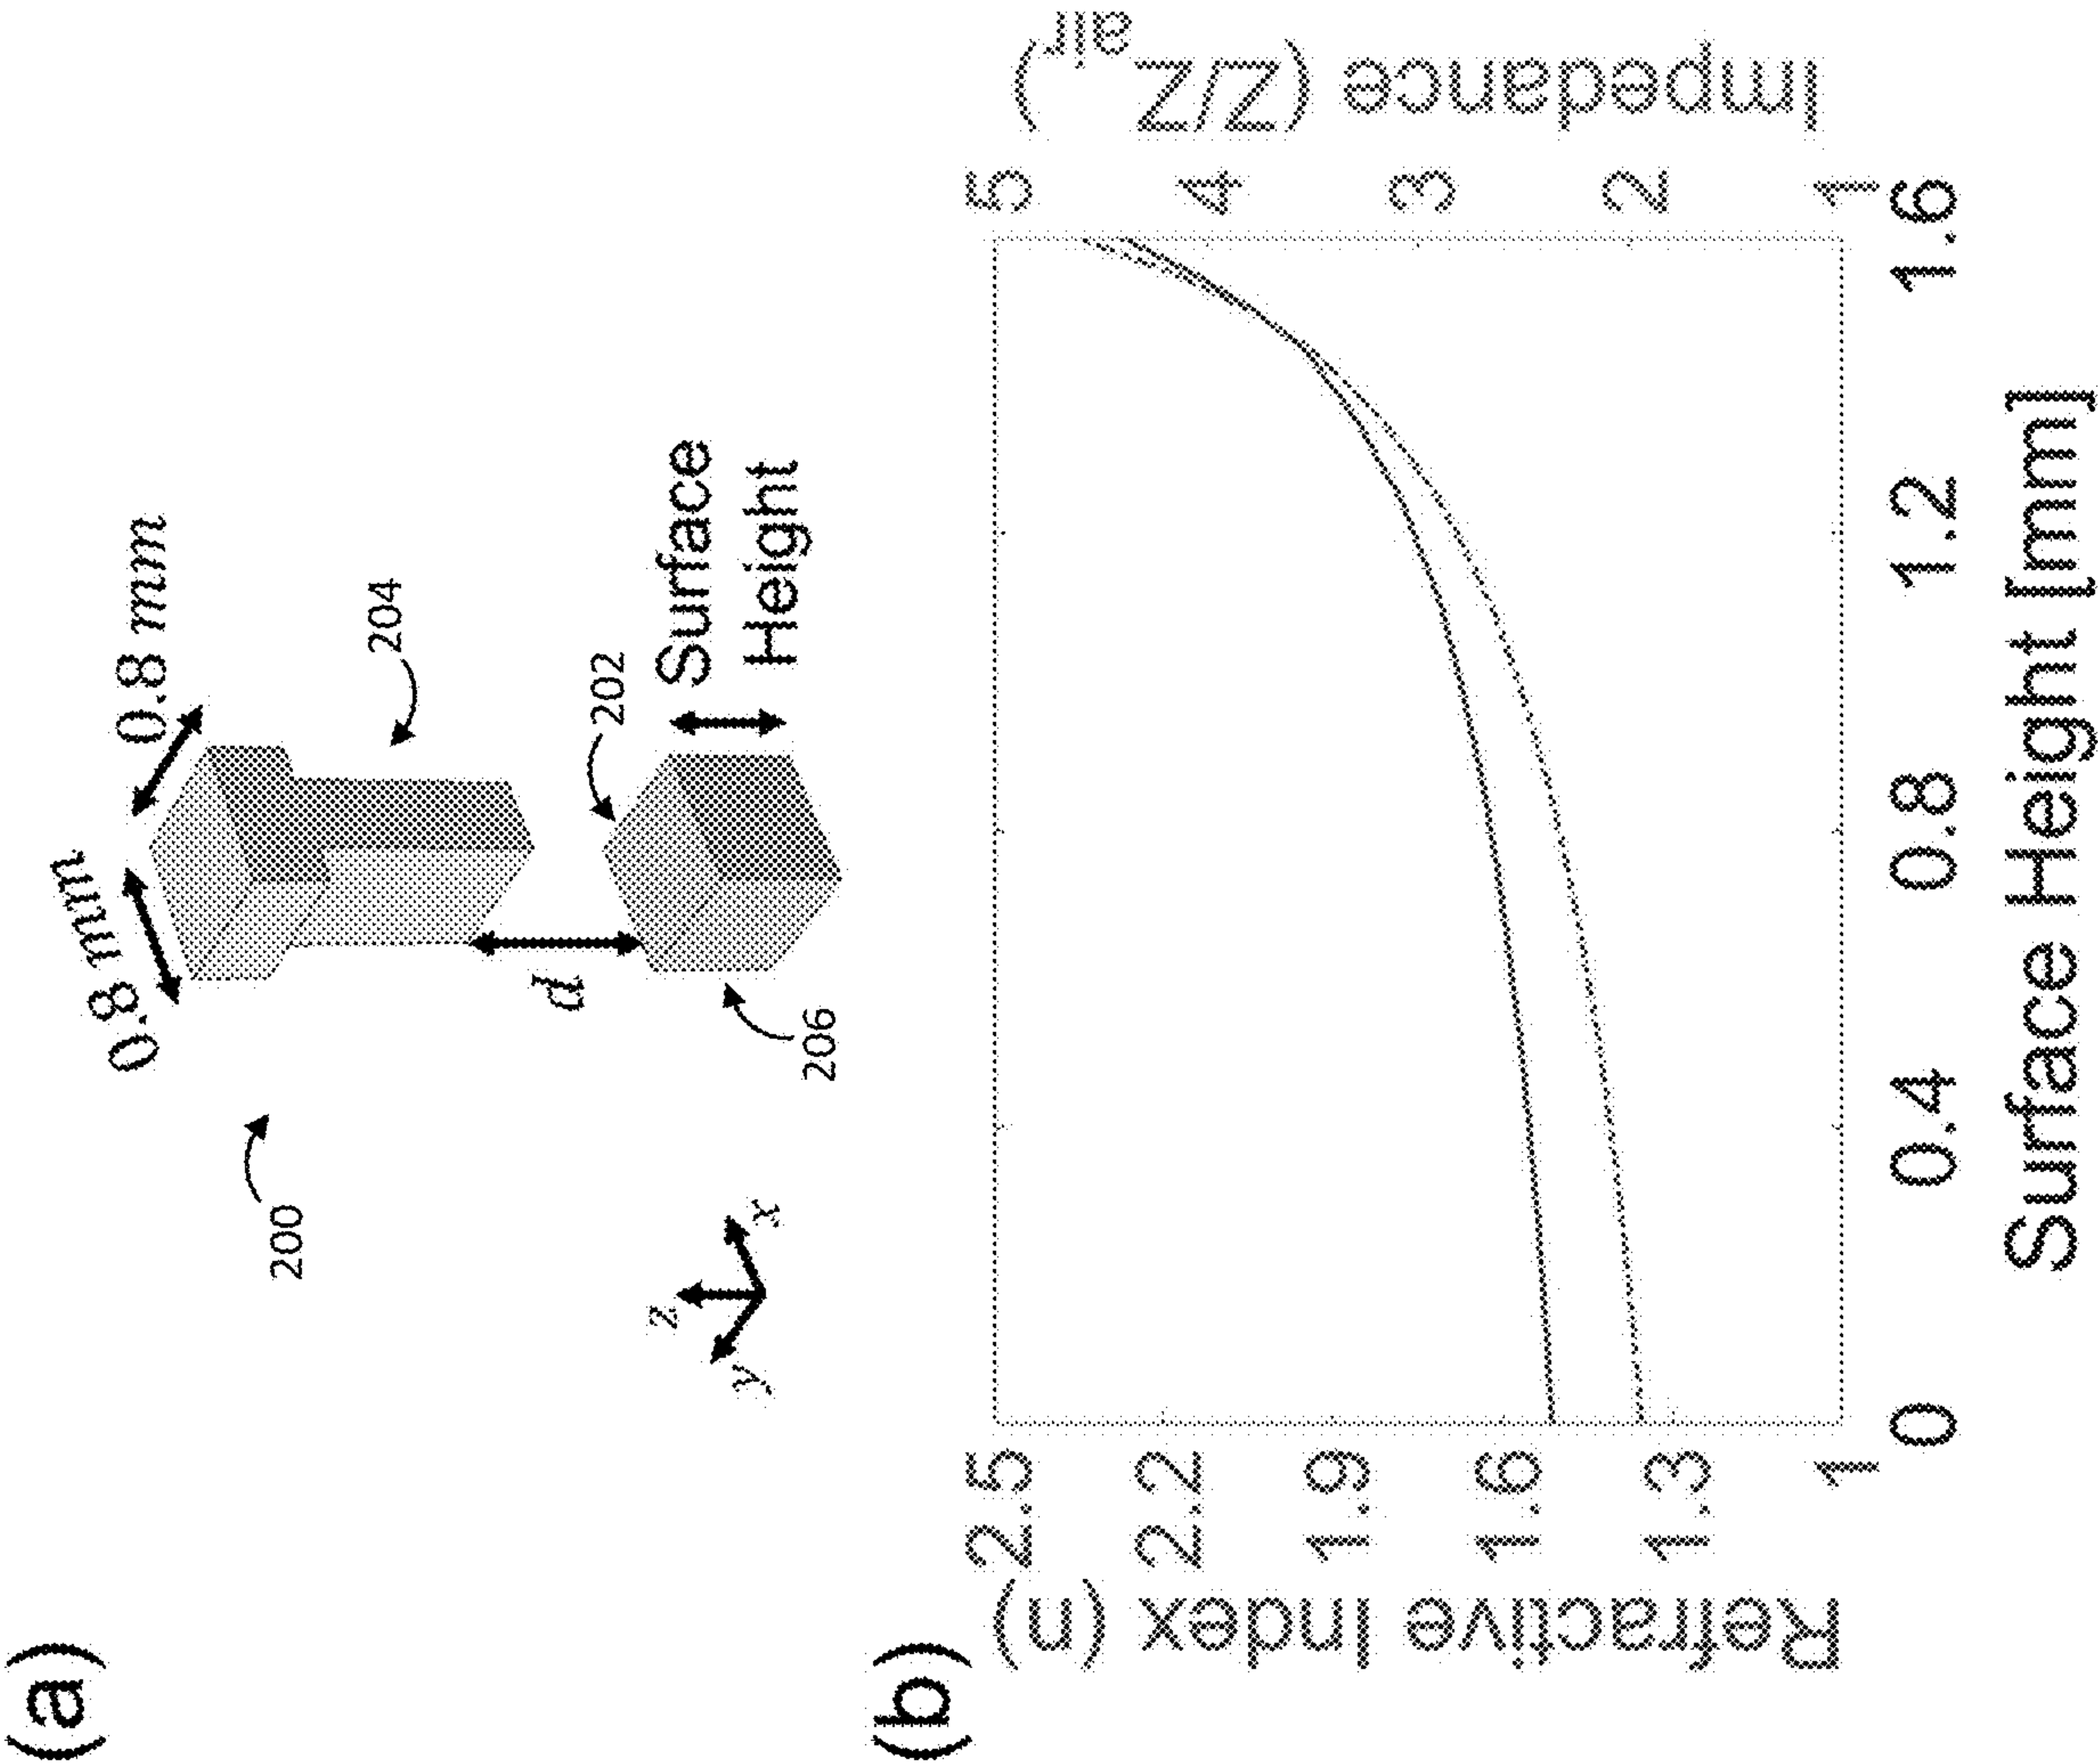 (a)
0.8 mm
0.8 mm
200
204
202
Surface
Height
d
206
z
y
x
(b)
Refractive Index (n)
2.5
2.2
1.9
1.6
1.3
1
Impedance (Z/Zair)
5
4
3
2
1
0
0.4
0.8
1.2
1.6
Surface Height [mm]